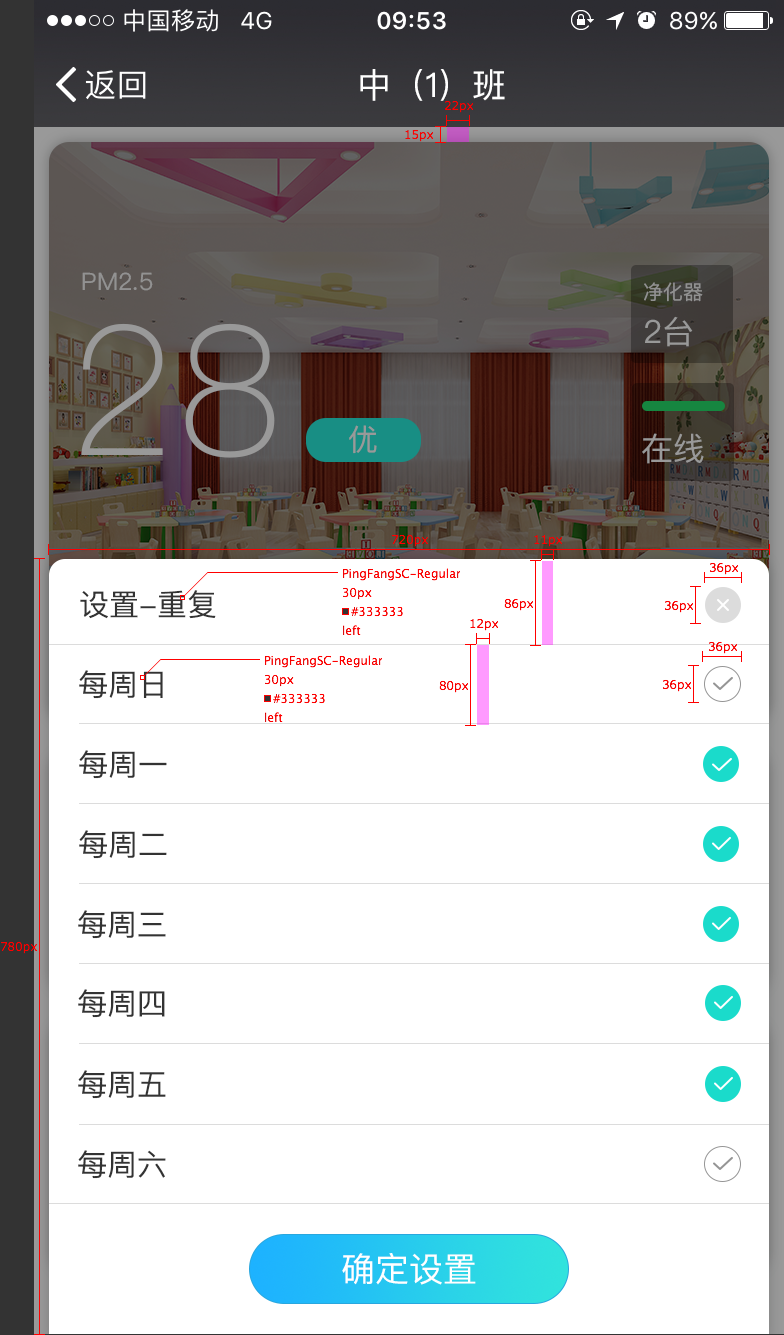 中国移动 4G 09:53 89%
返回 中（1）班
22px
15px
PM2.5
28
优
净化器
2台
在线
720px
11px
设置-重复
PingFangSC-Regular
30px
#333333
left
86px
36px
36px
12px
每周日
PingFangSC-Regular
30px
#333333
left
80px
36px
36px
每周一
每周二
每周三
780px
每周四
每周五
每周六
确定设置